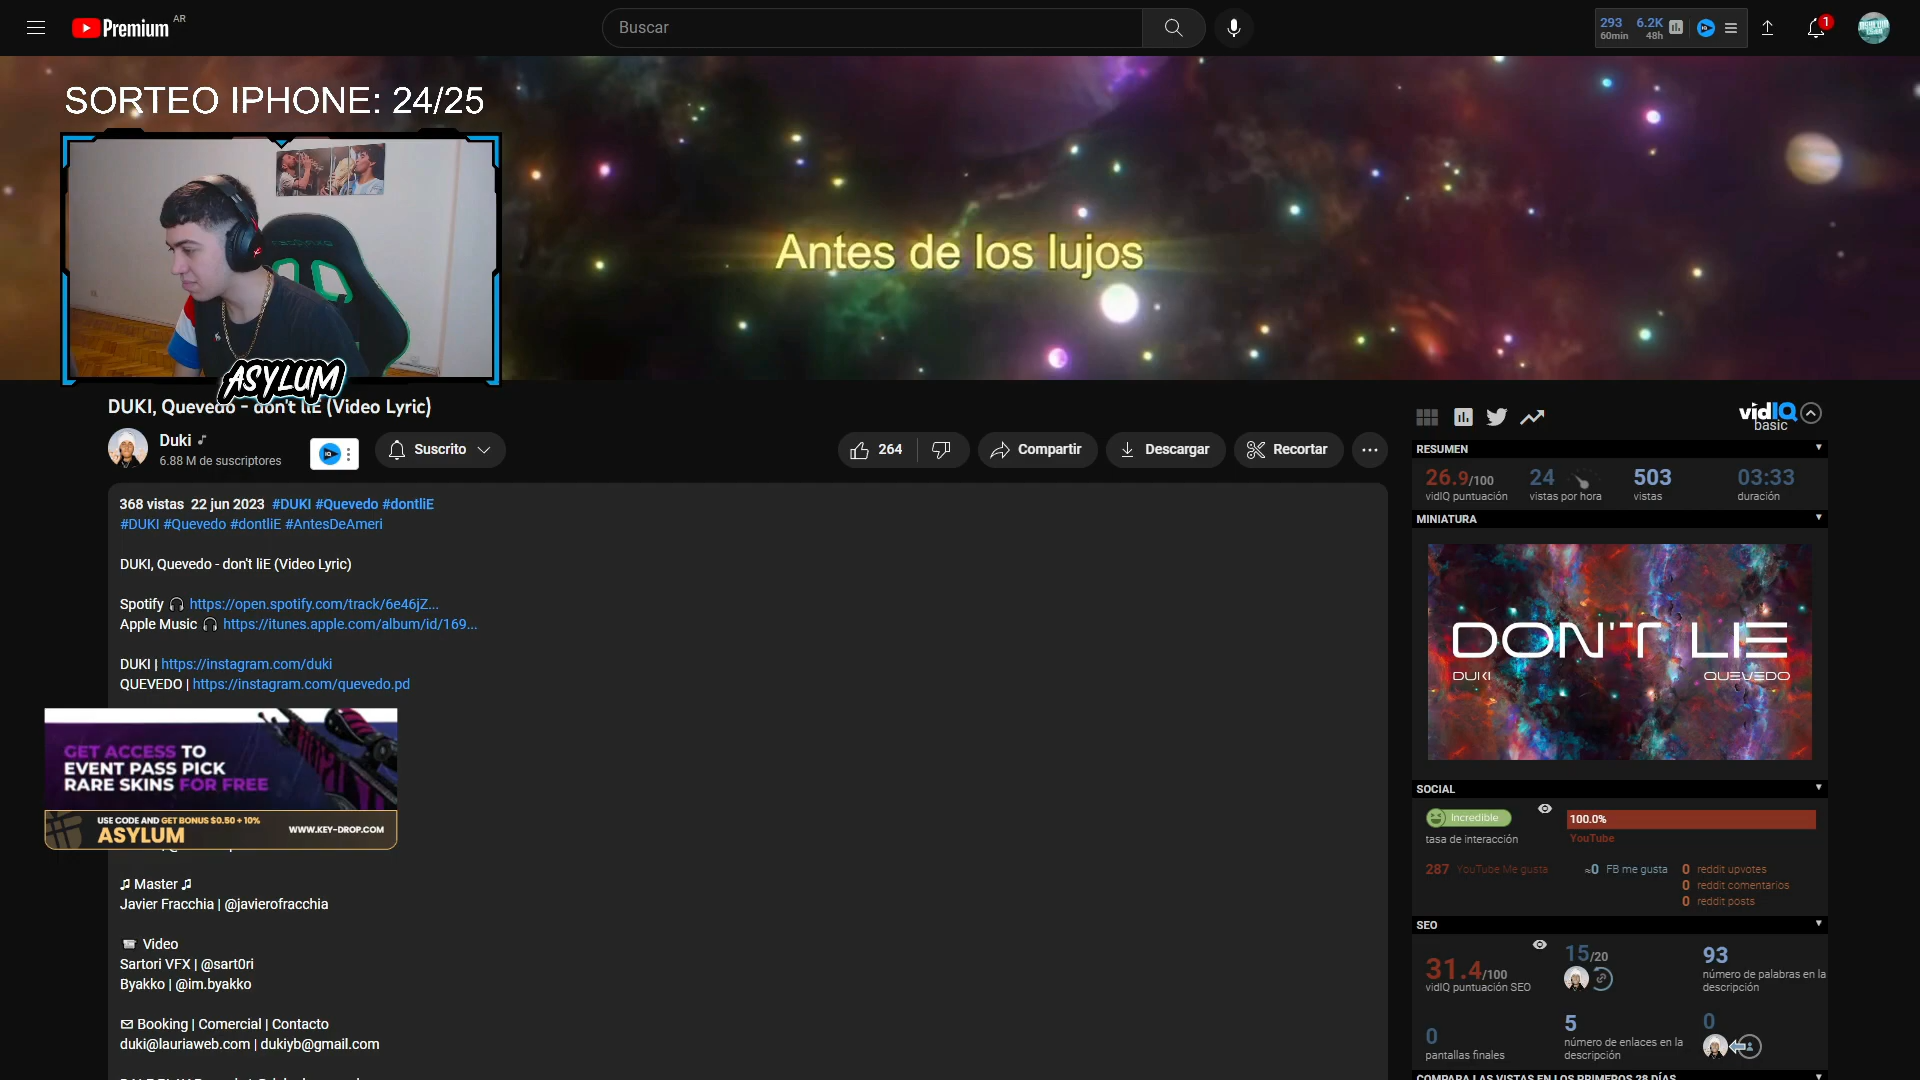 Premium AR
Buscar
293 60min
6.2K 48h
1
SORTEO IPHONE: 24/25
Antes de los lujos
ASYLUM
DUKI, Quevedo - don't liE (Video Lyric)
Duki
6.88 M de suscriptores
Suscrito
264
Compartir
Descargar
Recortar
368 vistas 22 jun 2023 #DUKI #Quevedo #dontliE
#DUKI #Quevedo #dontliE #AntesDeAmeri
DUKI, Quevedo - don't liE (Video Lyric)
Spotify https://open.spotify.com/track/6e46jZ...
Apple Music https://itunes.apple.com/album/id/169...
DUKI | https://instagram.com/duki
QUEVEDO | https://instagram.com/quevedo.pd
GET ACCESS TO
EVENT PASS PICK
RARE SKINS FOR FREE
USE CODE AND GET BONUS $0.50 + 10%
ASYLUM
WWW.KEY-DROP.COM
♫ Master ♫
Javier Fracchia | @javierofracchia
Video
Sartori VFX | @sart0ri
Byakko | @im.byakko
Booking | Comercial | Contacto
duki@lauriaweb.com | dukiyb@gmail.com
vidIQ
basic
RESUMEN
26.9/100
vidIQ puntuación
24
vistas por hora
503
vistas
03:33
duración
MINIATURA
DON'T LIE
DUKI
QUEVEDO
SOCIAL
Incredible
tasa de interacción
100.0%
YouTube
287 YouTube Me gusta
≈0 FB me gusta
0 reddit upvotes
0 reddit comentarios
0 reddit posts
SEO
31.4/100
vidIQ puntuación SEO
15/20
93
número de palabras en la
descripción
0
pantallas finales
5
número de enlaces en la
descripción
0
COMPARA LAS VISTAS EN LOS PRIMEROS 28 DÍAS